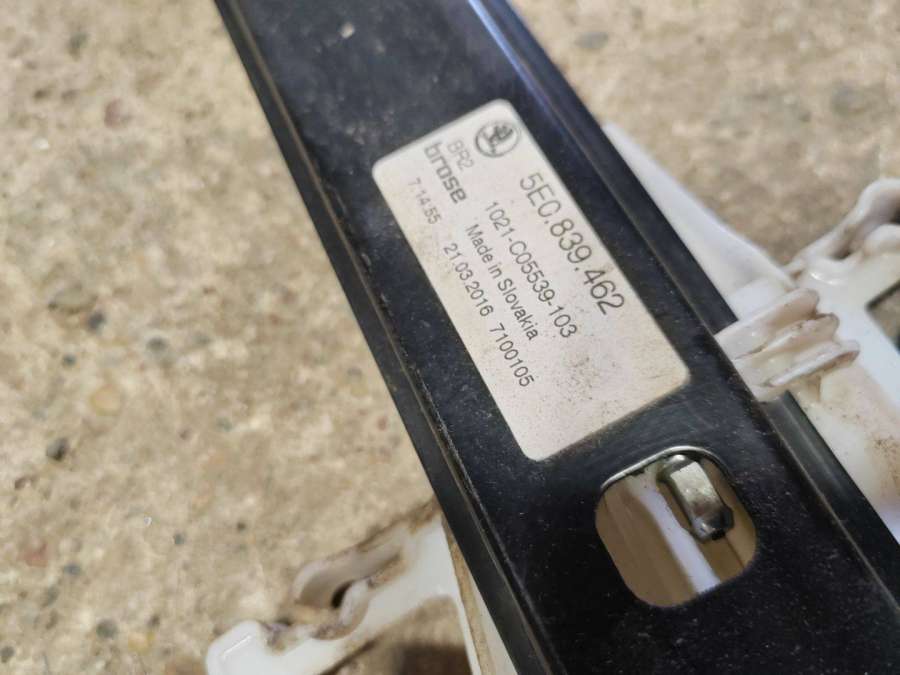 5E0.839.462
BR2
brose
1021-C05539-103
Made in Slovakia
7.14.55 21.03.2016 7100105